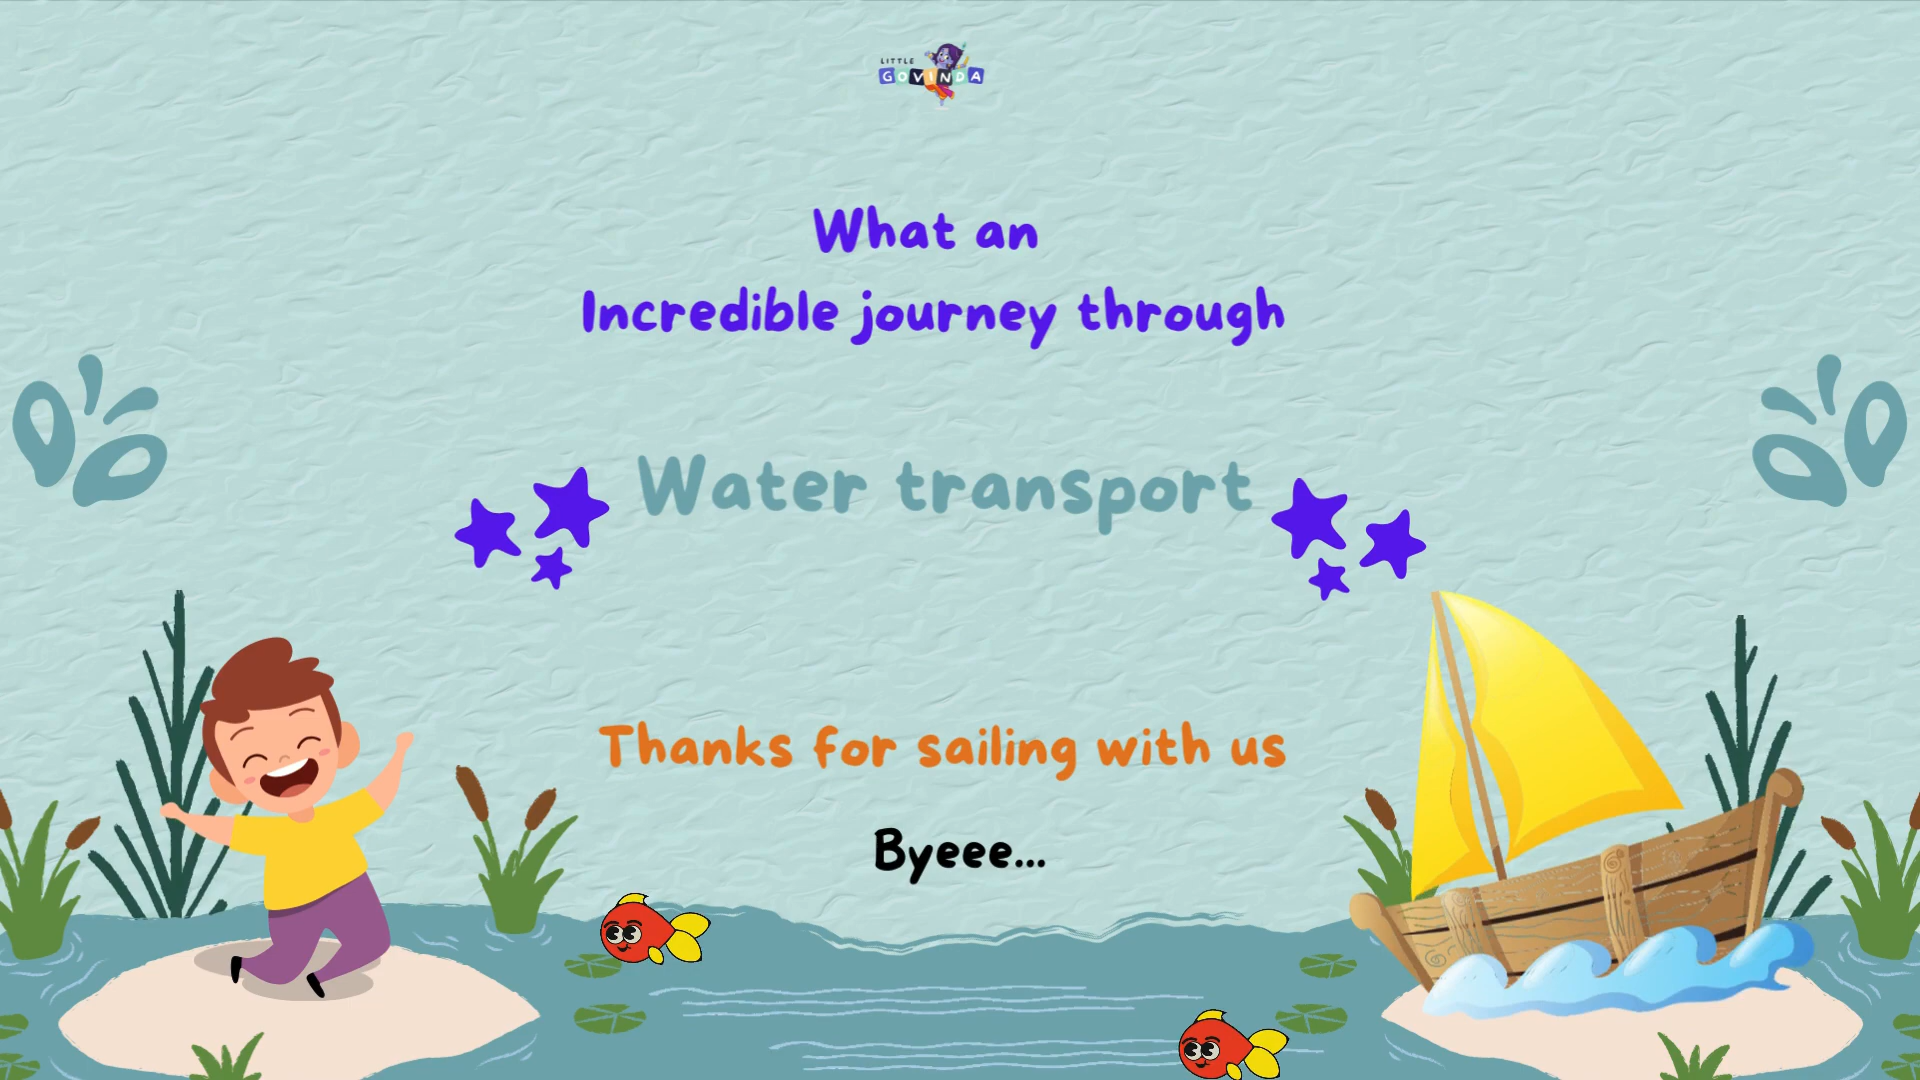 LITTLE
GOVINDA
What an
Incredible journey through
Water transport
Thanks for sailing with us
Byeee...